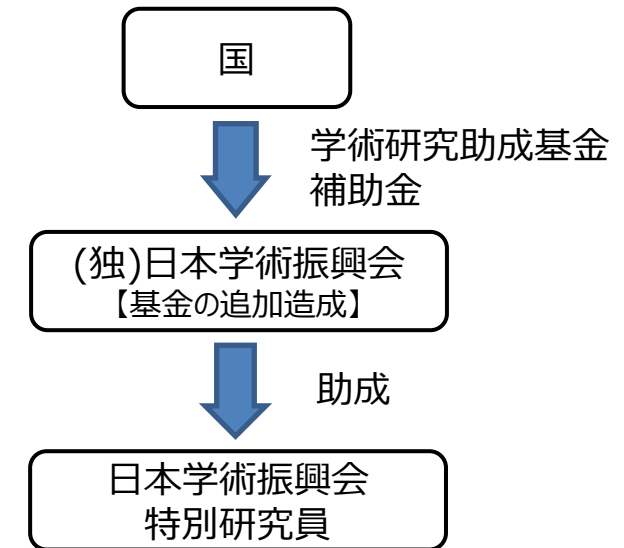 国
学術研究助成基金
補助金
(独)日本学術振興会
【基金の追加造成】
助成
日本学術振興会
特別研究員